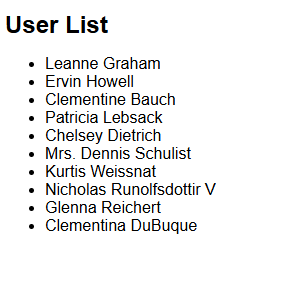 User List
Leanne Graham
Ervin Howell
Clementine Bauch
Patricia Lebsack
Chelsey Dietrich
Mrs. Dennis Schulist
Kurtis Weissnat
Nicholas Runolfsdottir V
Glenna Reichert
Clementina DuBuque